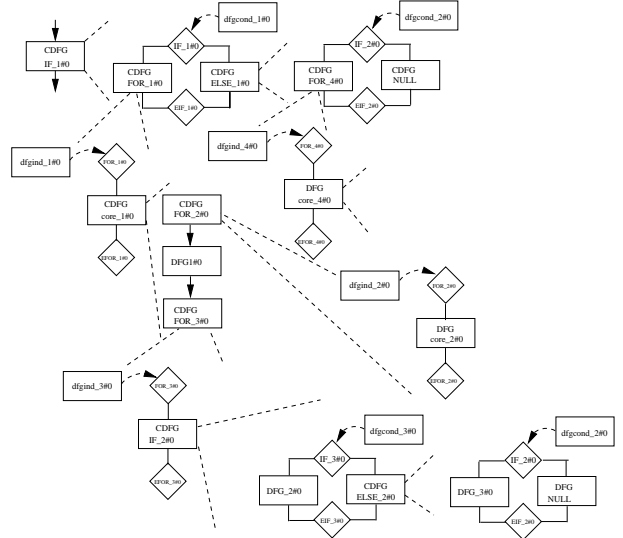 dfgcond_1#0
dfgcond_2#0
CDFG
IF_1#0
IF_1#0
IF_2#0
CDFG
FOR_1#0
CDFG
ELSE_1#0
CDFG
FOR_4#0
CDFG
NULL
EIF_1#0
EIF_2#0
dfgind_1#0
FOR_1#0
dfgind_4#0
FOR_4#0
CDFG
core_1#0
CDFG
FOR_2#0
DFG
core_4#0
EFOR_1#0
DFG1#0
EFOR_4#0
dfgind_2#0
FOR_2#0
CDFG
FOR_3#0
DFG
core_2#0
dfgind_3#0
FOR_3#0
EFOR_2#0
CDFG
IF_2#0
dfgcond_3#0
dfgcond_2#0
IF_3#0
IF_2#0
EFOR_3#0
DFG_2#0
CDFG
ELSE_2#0
DFG_3#0
DFG
NULL
EIF_3#0
EIF_2#0